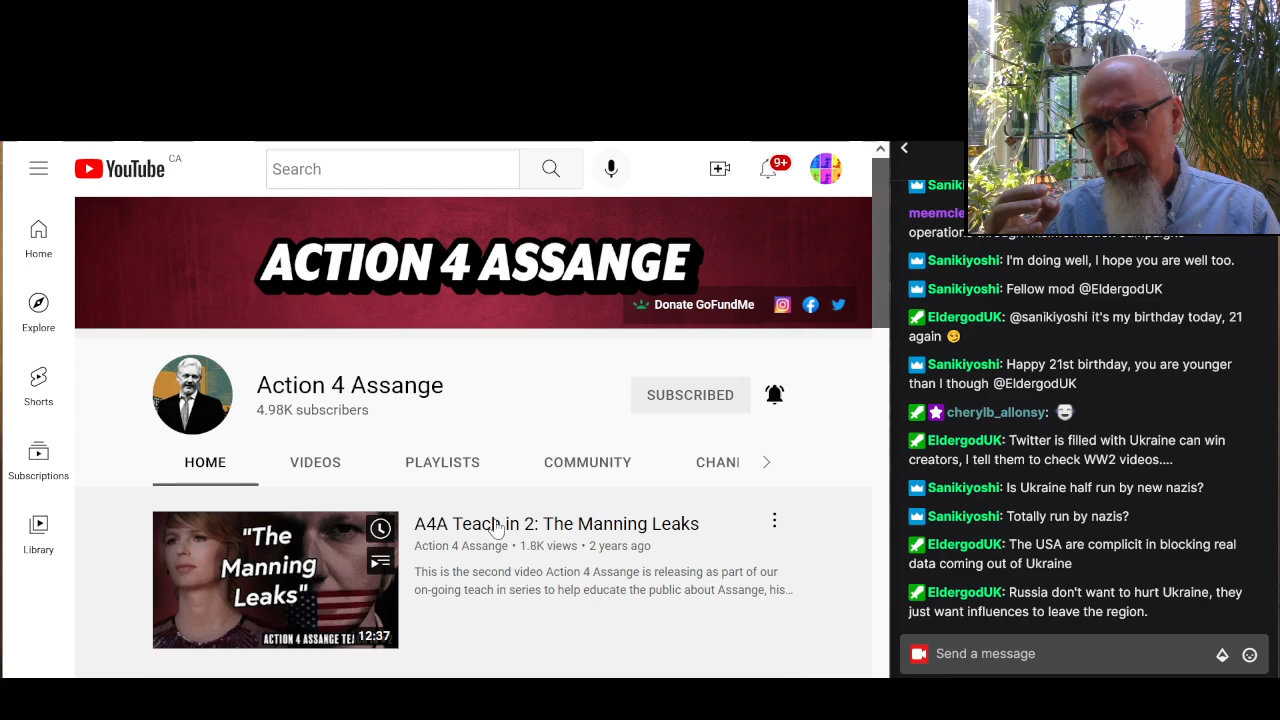 YouTube CA
Search
9+
Home
Explore
Shorts
Subscriptions
Library
ACTION 4 ASSANGE
Donate GoFundMe
Action 4 Assange
4.98K subscribers
SUBSCRIBED
HOME VIDEOS PLAYLISTS COMMUNITY CHAN
"The
Manning
Leaks"
ACTION 4 ASSANGE
12:37
A4A Teach in 2: The Manning Leaks
Action 4 Assange • 1.8K views • 2 years ago
This is the second video Action 4 Assange is releasing as part of our
on-going teach in series to help educate the public about Assange, his...
Saniki
meemcle
Sanikiyoshi: I'm doing well, I hope you are well too.
Sanikiyoshi: Fellow mod @EldergodUK
EldergodUK: @sanikiyoshi it's my birthday today, 21
again 😏
Sanikiyoshi: Happy 21st birthday, you are younger
than I though @EldergodUK
cherylb_allonsy:
EldergodUK: Twitter is filled with Ukraine can win
creators, I tell them to check WW2 videos....
Sanikiyoshi: Is Ukraine half run by new nazis?
Sanikiyoshi: Totally run by nazis?
EldergodUK: The USA are complicit in blocking real
data coming out of Ukraine
EldergodUK: Russia don't want to hurt Ukraine, they
just want influences to leave the region.
Send a message